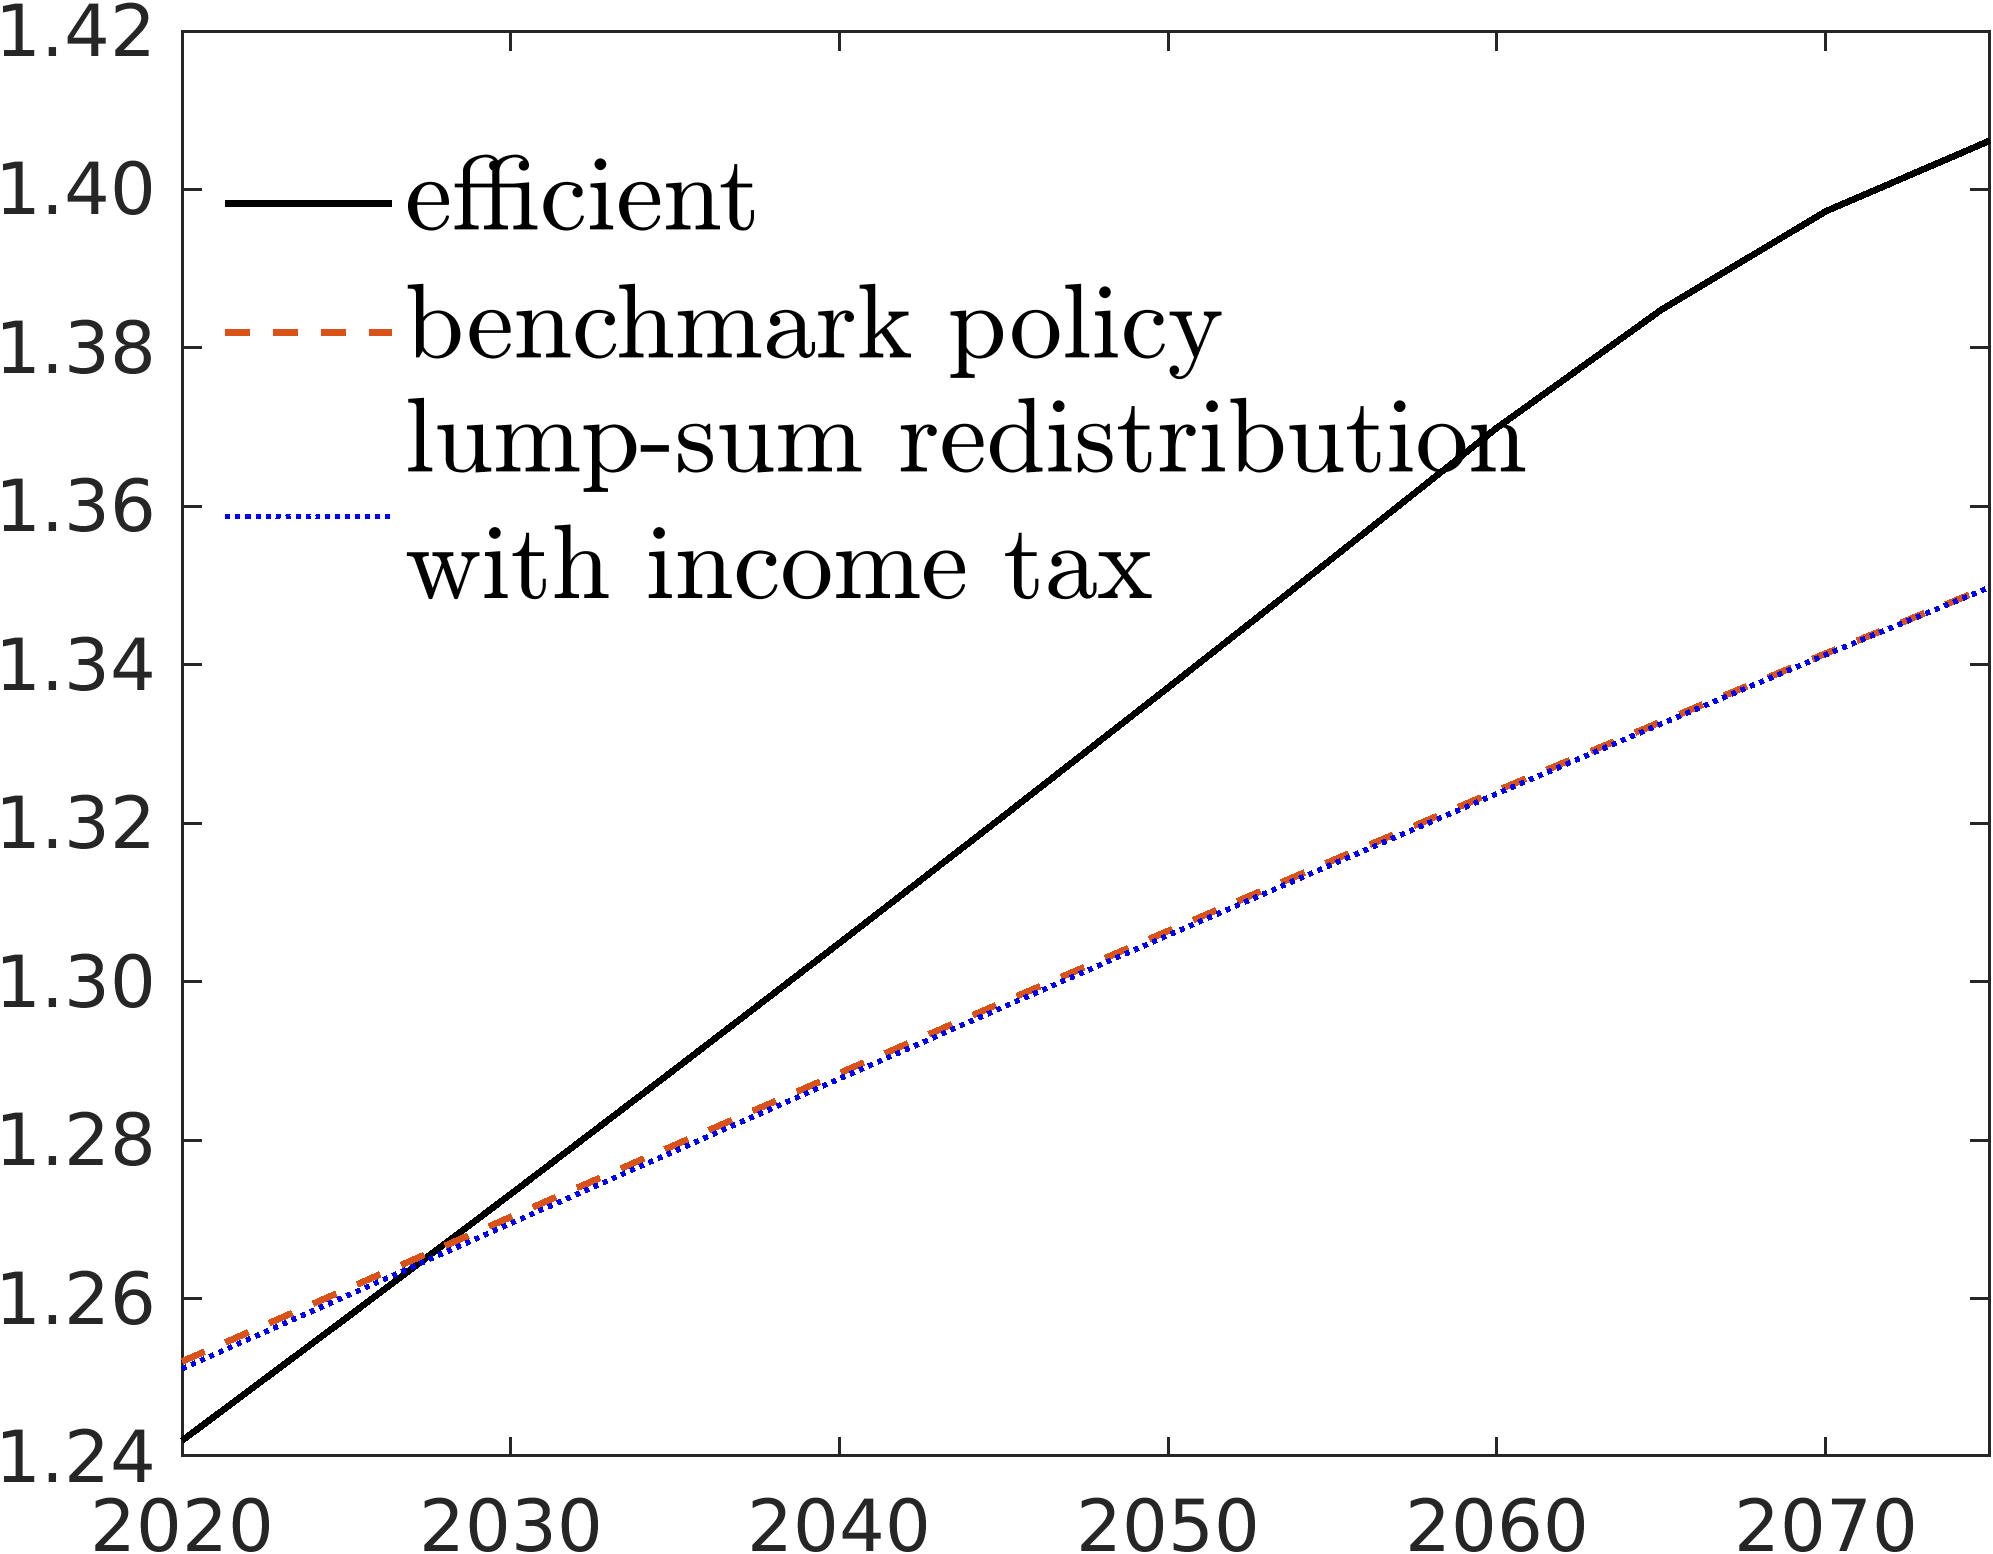 1.42
1.40
1.38
1.36
1.34
1.32
1.30
1.28
1.26
1.24
efficient
benchmark policy
lump-sum redistribution
with income tax
2020 2030 2040 2050 2060 2070